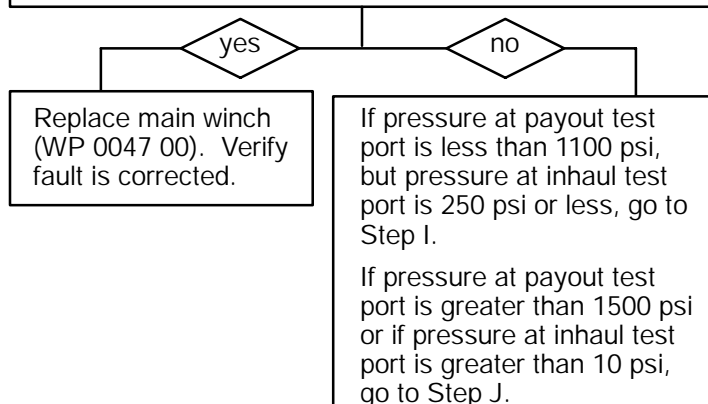 yes
no
Replace main winch
(WP 0047 00).  Verify
fault is corrected.
If pressure at payout test
port is less than 1100 psi,
but pressure at inhaul test
port is 250 psi or less, go to
Step I.
If pressure at payout test
port is greater than 1500 psi
or if pressure at inhaul test
port is greater than 10 psi,
go to Step J.